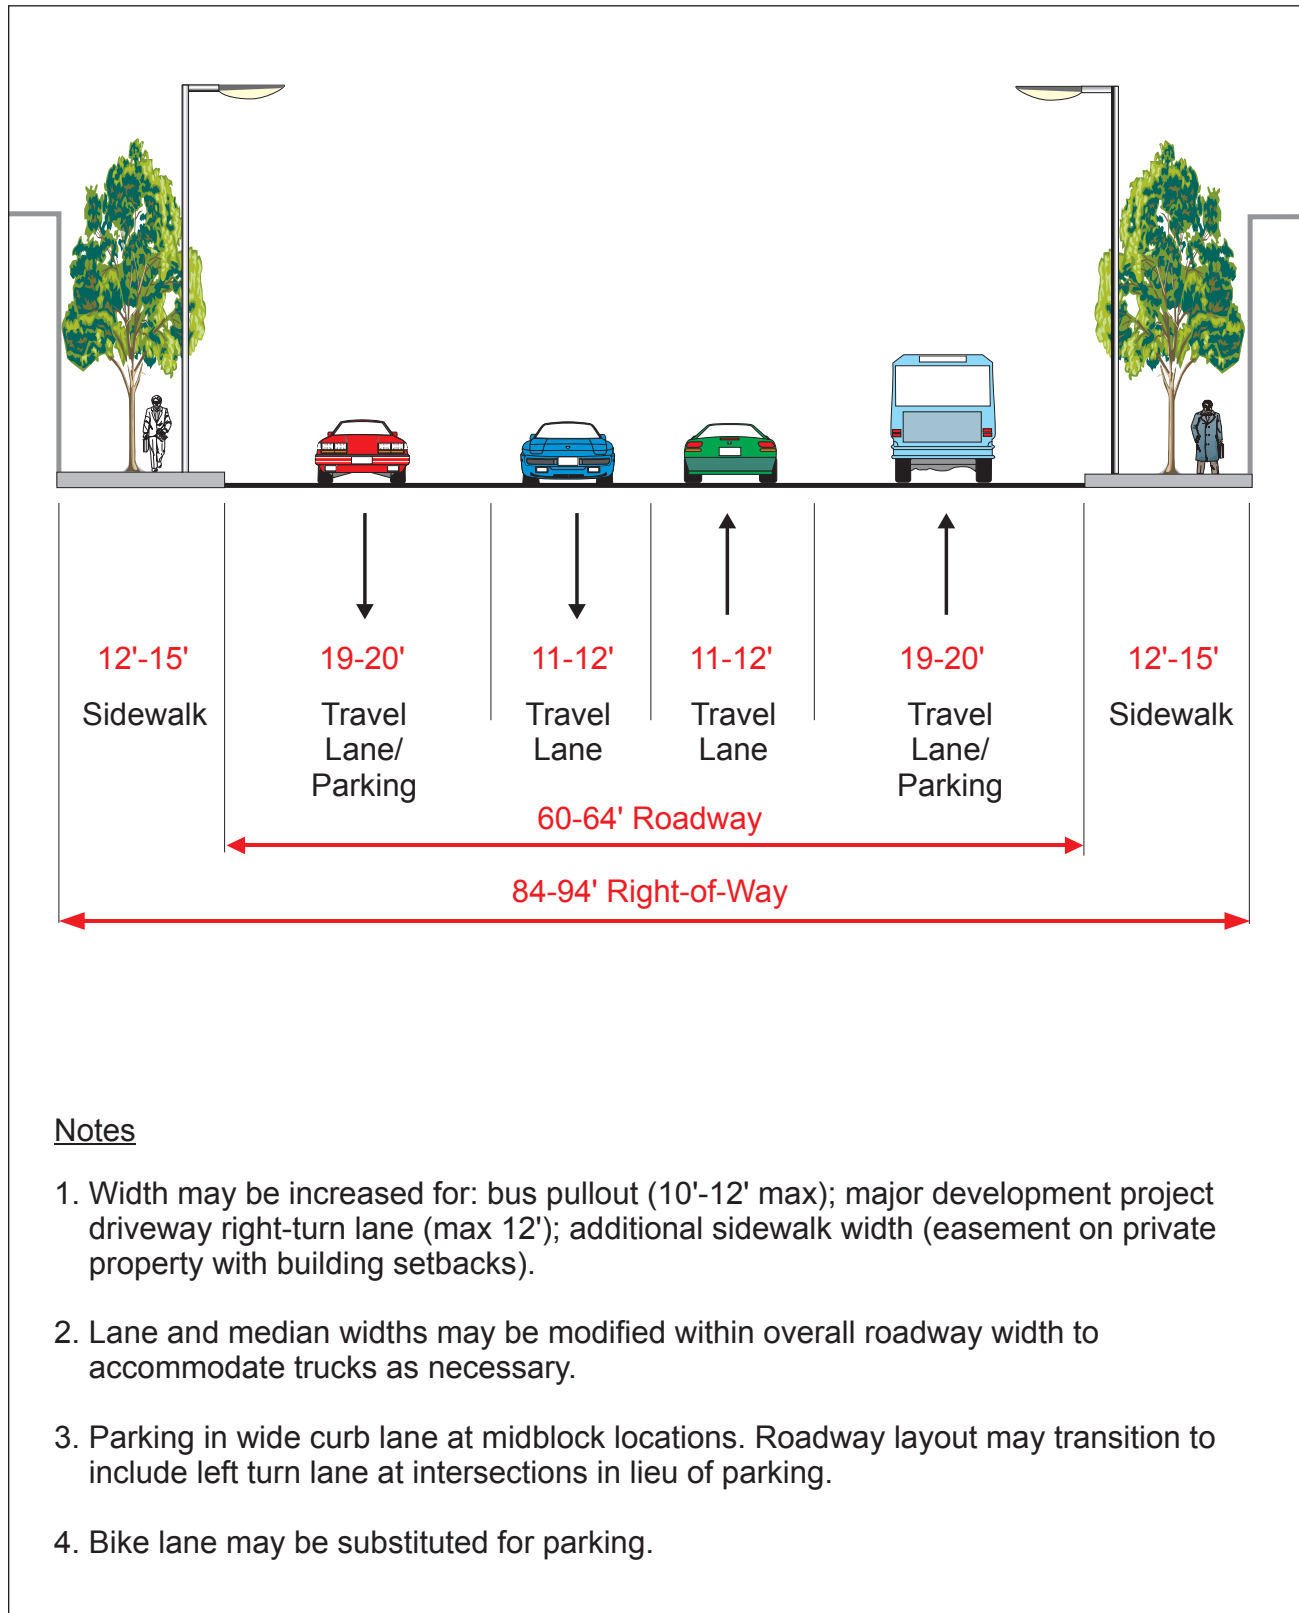 12'-15'
19-20'
11-12'
11-12'
19-20'
12'-15'
Sidewalk
Travel
Lane/
Parking
Travel
Lane
Travel
Lane
Travel
Lane/
Parking
Sidewalk
60-64' Roadway
84-94' Right-of-Way
Notes
1. Width may be increased for: bus pullout (10'-12' max); major development project
driveway right-turn lane (max 12'); additional sidewalk width (easement on private
property with building setbacks).
2. Lane and median widths may be modified within overall roadway width to
accommodate trucks as necessary.
3. Parking in wide curb lane at midblock locations. Roadway layout may transition to
include left turn lane at intersections in lieu of parking.
4. Bike lane may be substituted for parking.